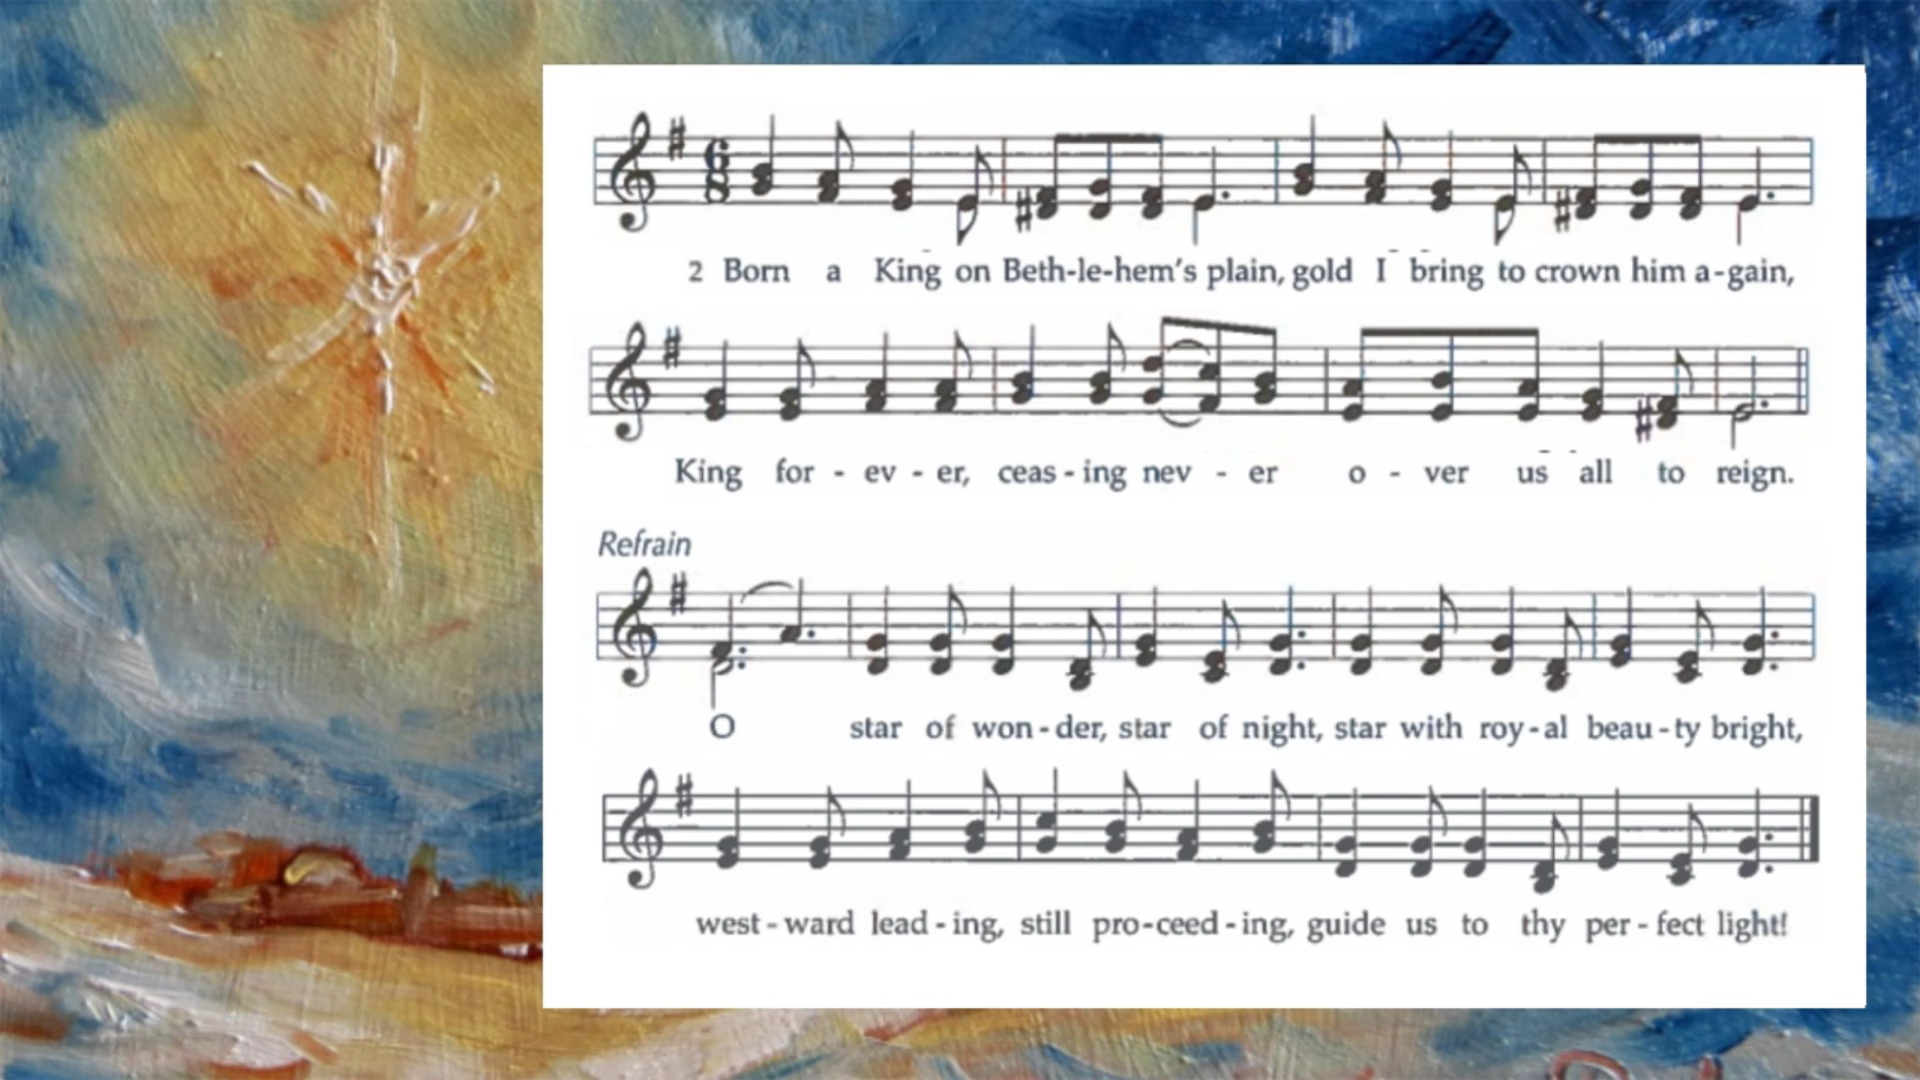 2 Born a King on Beth-le-hem's plain, gold I bring to crown him a-gain,
King for - ev - er, ceas - ing nev - er o - ver us all to reign.
Refrain
O star of won - der, star of night, star with roy - al beau - ty bright,
west - ward lead - ing, still pro - ceed - ing, guide us to thy per - fect light!